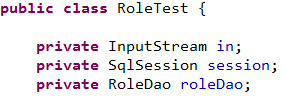 public class RoleTest {
private InputStream in;
private SqlSession session;
private RoleDao roleDao;